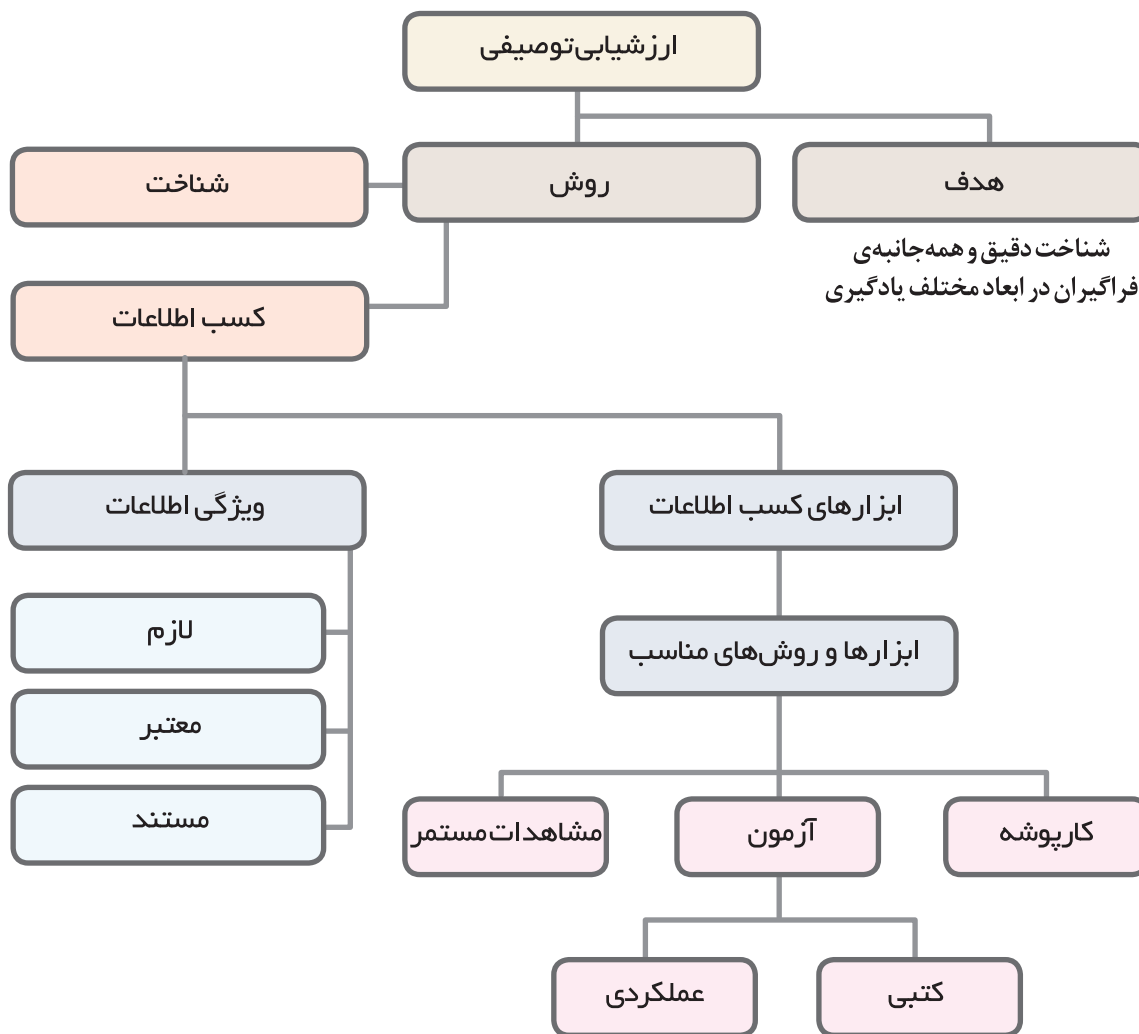 ارزشیابی توصیفی
هدف
روش
شناخت
شناخت دقیق و همه‌جانبه‌ی
فراگیران در ابعاد مختلف یادگیری
کسب اطلاعات
ابزارهای کسب اطلاعات
ویژگی اطلاعات
ابزارها و روش‌های مناسب
لازم
معتبر
مستند
کارپوشه
آزمون
مشاهدات مستمر
کتبی
عملکردی